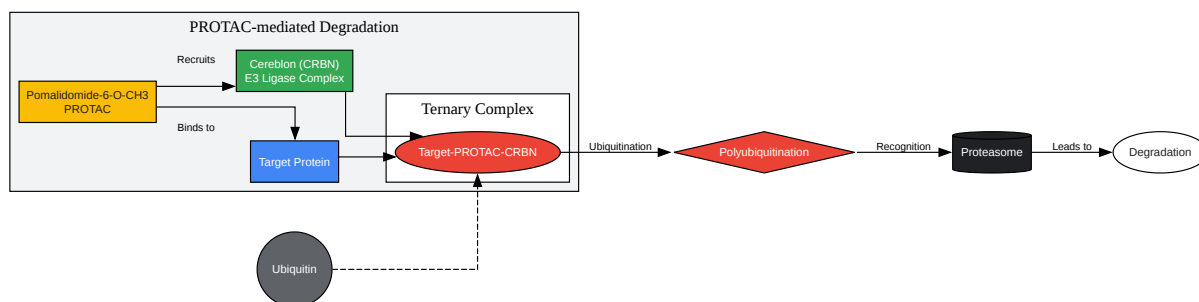 PROTAC-mediated Degradation
Recruits
Cereblon (CRBN)
E3 Ligase Complex
Pomalidomide-6-O-CH3
PROTAC
Binds to
Ternary Complex
Target Protein
Target-PROTAC-CRBN
Ubiquitination
Polyubiquitination
Recognition
Proteasome
Leads to
Degradation
Ubiquitin